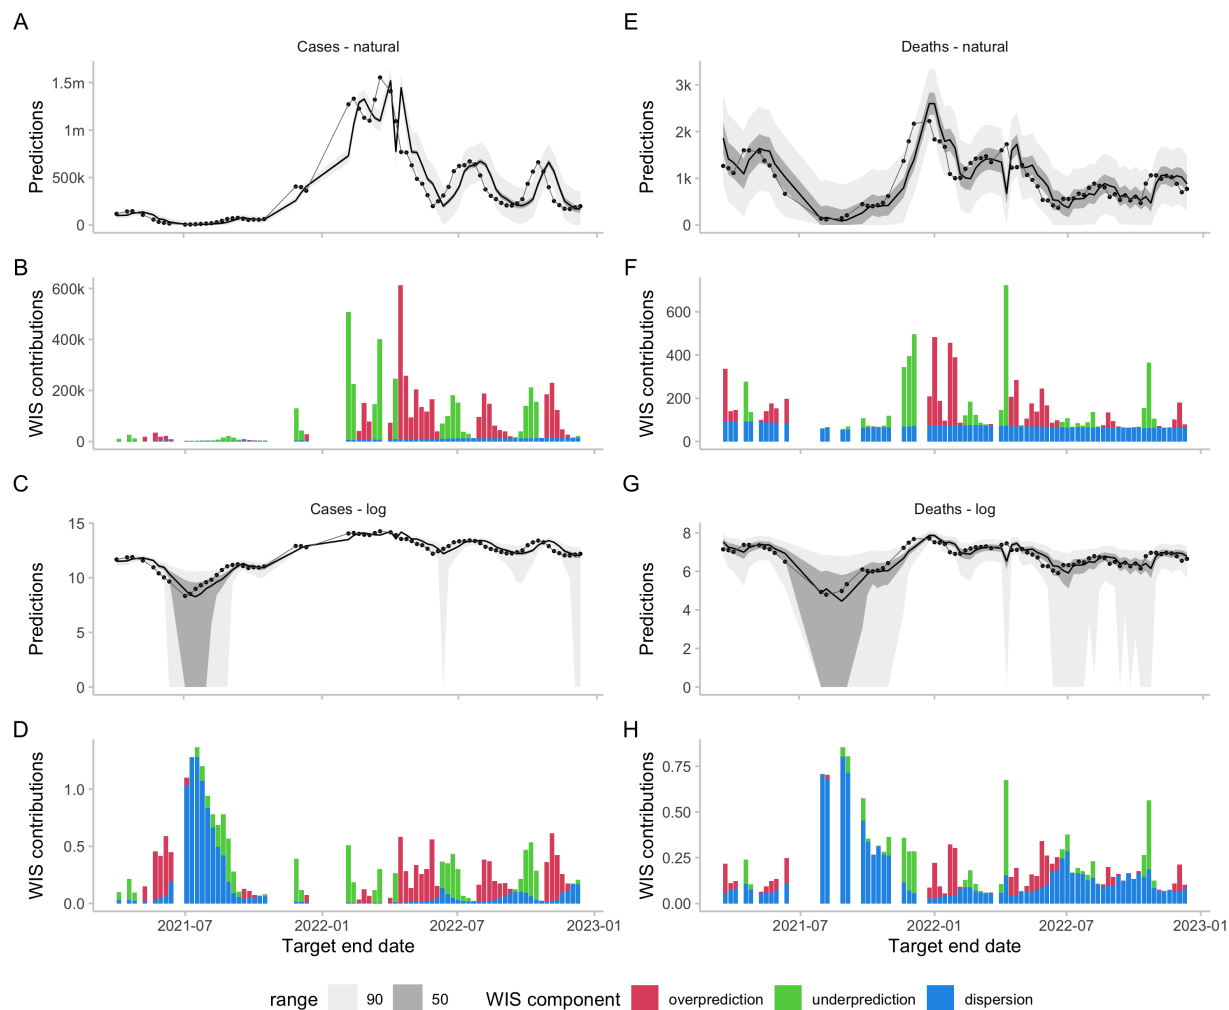 A
Cases - natural
Predictions
1.5m
1m
500k
0
E
Deaths - natural
Predictions
3k
2k
1k
0
B
WIS contributions
600k
400k
200k
0
F
WIS contributions
600
400
200
0
C
Cases - log
Predictions
15
10
5
0
G
Deaths - log
Predictions
8
6
4
2
0
D
WIS contributions
1.0
0.5
0.0
2021-07
2022-01
2022-07
2023-01
Target end date
H
WIS contributions
0.75
0.50
0.25
0.00
2021-07
2022-01
2022-07
2023-01
Target end date
range 90 50 WIS component overprediction underprediction dispersion